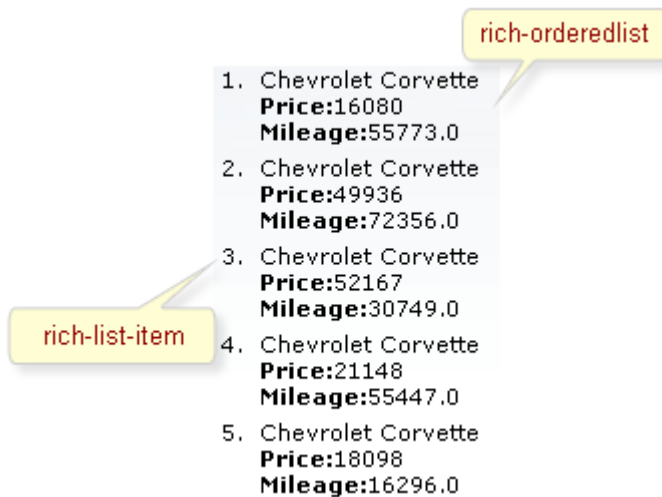 rich-orderedlist
1. Chevrolet Corvette
Price:16080
Mileage:55773.0
2. Chevrolet Corvette
Price:49936
Mileage:72356.0
3. Chevrolet Corvette
Price:52167
Mileage:30749.0
rich-list-item
4. Chevrolet Corvette
Price:21148
Mileage:55447.0
5. Chevrolet Corvette
Price:18098
Mileage:16296.0